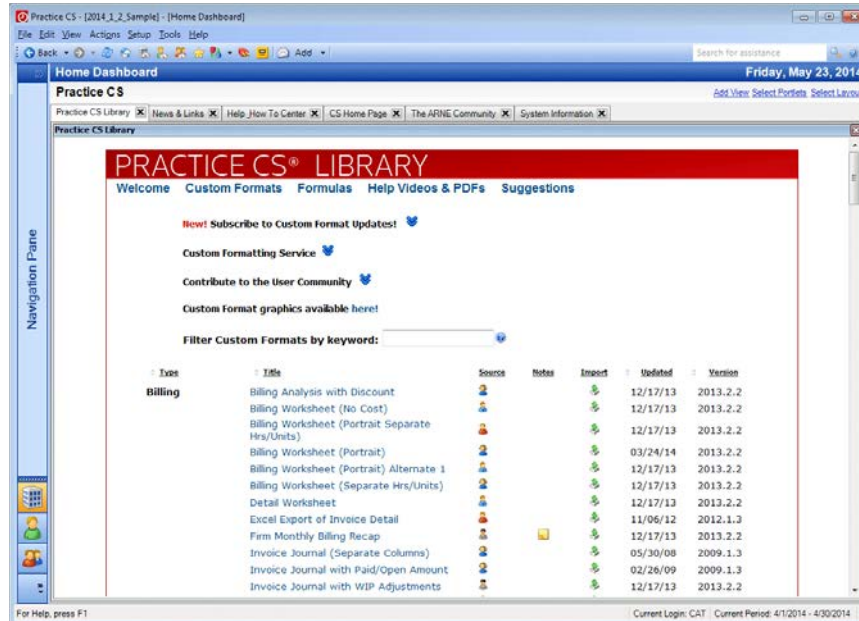 Practice CS - [2014_1_2_Sample] - [Home Dashboard]
File Edit View Actions Setup Tools Help
Back Add Search for assistance
Home Dashboard Friday, May 23, 2014
Practice CS Add View Select Portlets Select Layou
Practice CS Library News & Links Help_How To Center CS Home Page The ARNE Community System Information
Practice CS Library
PRACTICE CS® LIBRARY
Welcome Custom Formats Formulas Help Videos & PDFs Suggestions
New! Subscribe to Custom Format Updates!
Custom Formatting Service
Contribute to the User Community
Custom Format graphics available here!
Filter Custom Formats by keyword:
Type Title Source Notes Import Updated Version
Billing Billing Analysis with Discount 12/17/13 2013.2.2
Billing Worksheet (No Cost) 12/17/13 2013.2.2
Billing Worksheet (Portrait Separate
Hrs/Units) 12/17/13 2013.2.2
Billing Worksheet (Portrait) 03/24/14 2013.2.2
Billing Worksheet (Portrait) Alternate 1 12/17/13 2013.2.2
Billing Worksheet (Separate Hrs/Units) 12/17/13 2013.2.2
Detail Worksheet 12/17/13 2013.2.2
Excel Export of Invoice Detail 11/06/12 2012.1.3
Firm Monthly Billing Recap 12/17/13 2013.2.2
Invoice Journal (Separate Columns) 05/30/08 2009.1.3
Invoice Journal with Paid/Open Amount 02/26/09 2009.1.3
Invoice Journal with WIP Adjustments 12/17/13 2013.2.2
Navigation Pane
For Help, press F1 Current Login: CAT Current Period: 4/1/2014 - 4/30/2014